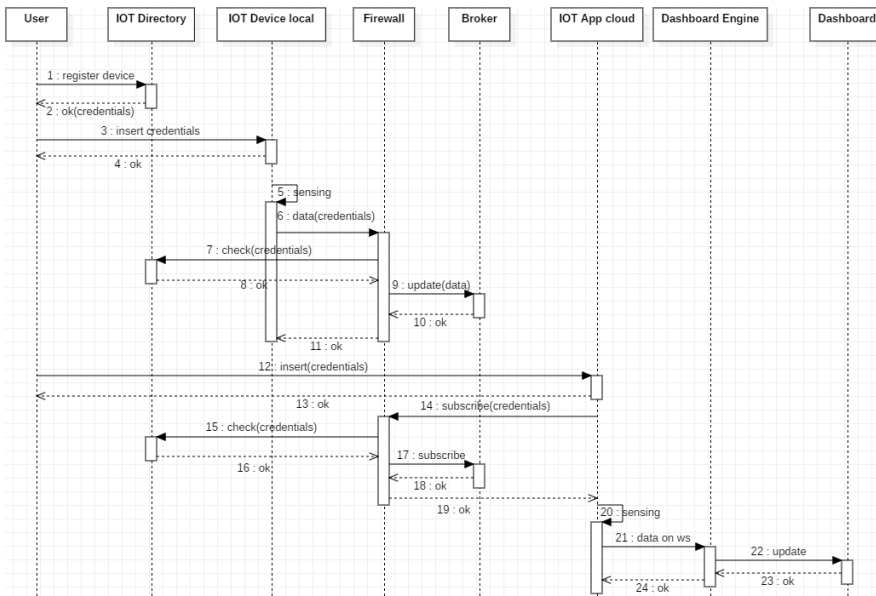 User
IOT Directory
IOT Device local
Firewall
Broker
IOT App cloud
Dashboard Engine
Dashboard
1 : register device
2 : ok(credentials)
3 : insert credentials
4 : ok
5 : sensing
6 : data(credentials)
7 : check(credentials)
8 : ok
9 : update(data)
10 : ok
11 : ok
12 : insert(credentials)
13 : ok
14 : subscribe(credentials)
15 : check(credentials)
16 : ok
17 : subscribe
18 : ok
19 : ok
20 : sensing
21 : data on ws
22 : update
23 : ok
24 : ok